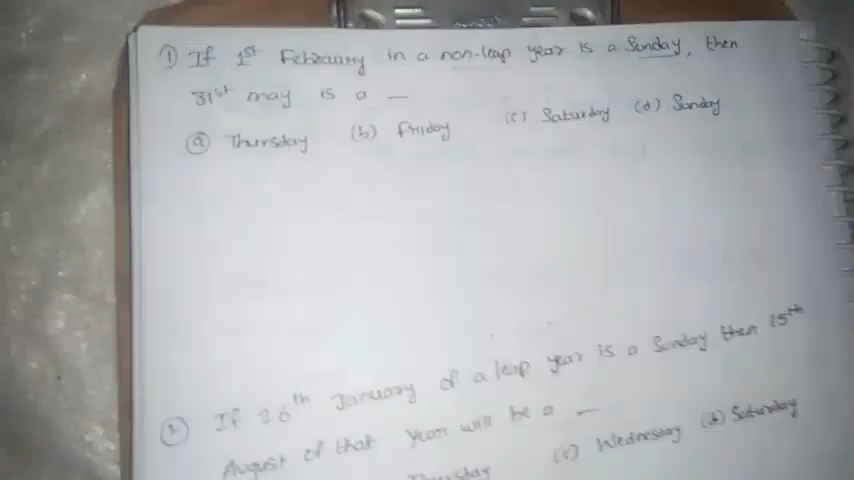 ① If 1st February in a non-leap year is a Sunday, then
31st may is a —
ⓐ Thursday (b) Friday (c) Saturday (d) Sunday
② If 26th January of a leap year is a Sunday then 15th
August of that year will be a —
Thursday (c) Wednesday (d) Saturday